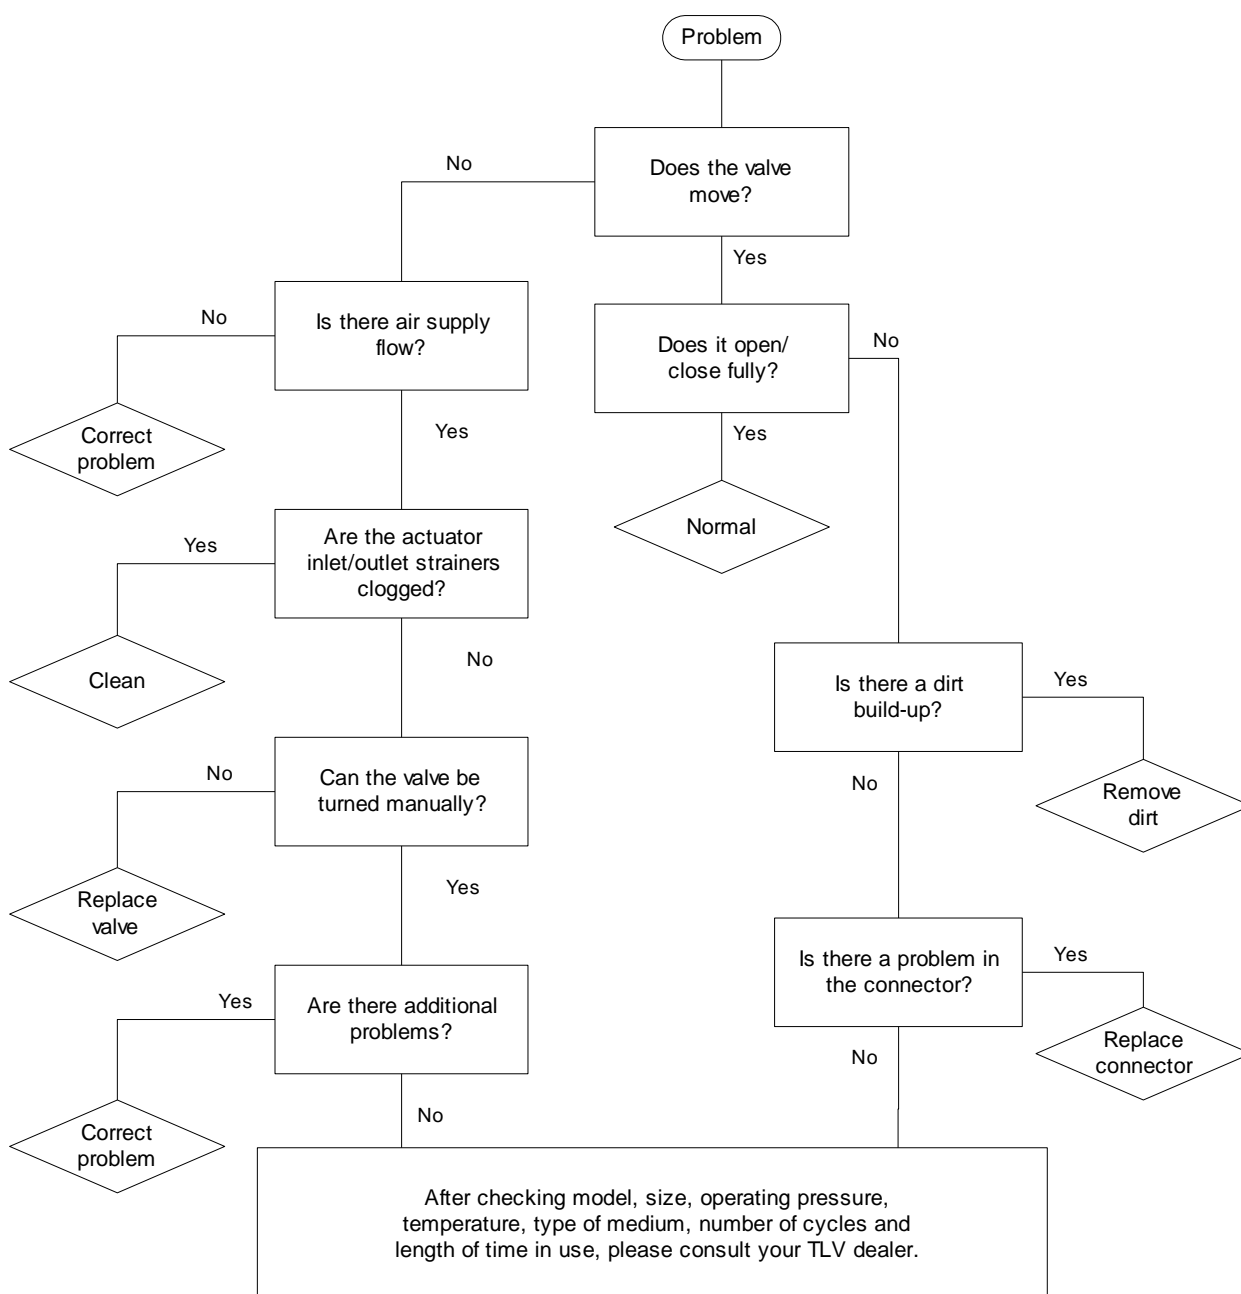 Problem
No
Does the valve
move?
Yes
No
Is there air supply
flow?
Does it open/
close fully?
No
Correct
problem
Yes
Yes
Normal
Yes
Are the actuator
inlet/outlet strainers
clogged?
Clean
No
Is there a dirt
build-up?
Yes
No
Can the valve be
turned manually?
No
Remove
dirt
Replace
valve
Yes
Is there a problem in
the connector?
Yes
Yes
Are there additional
problems?
No
Replace
connector
Correct
problem
No
After checking model, size, operating pressure,
temperature, type of medium, number of cycles and
length of time in use, please consult your TLV dealer.